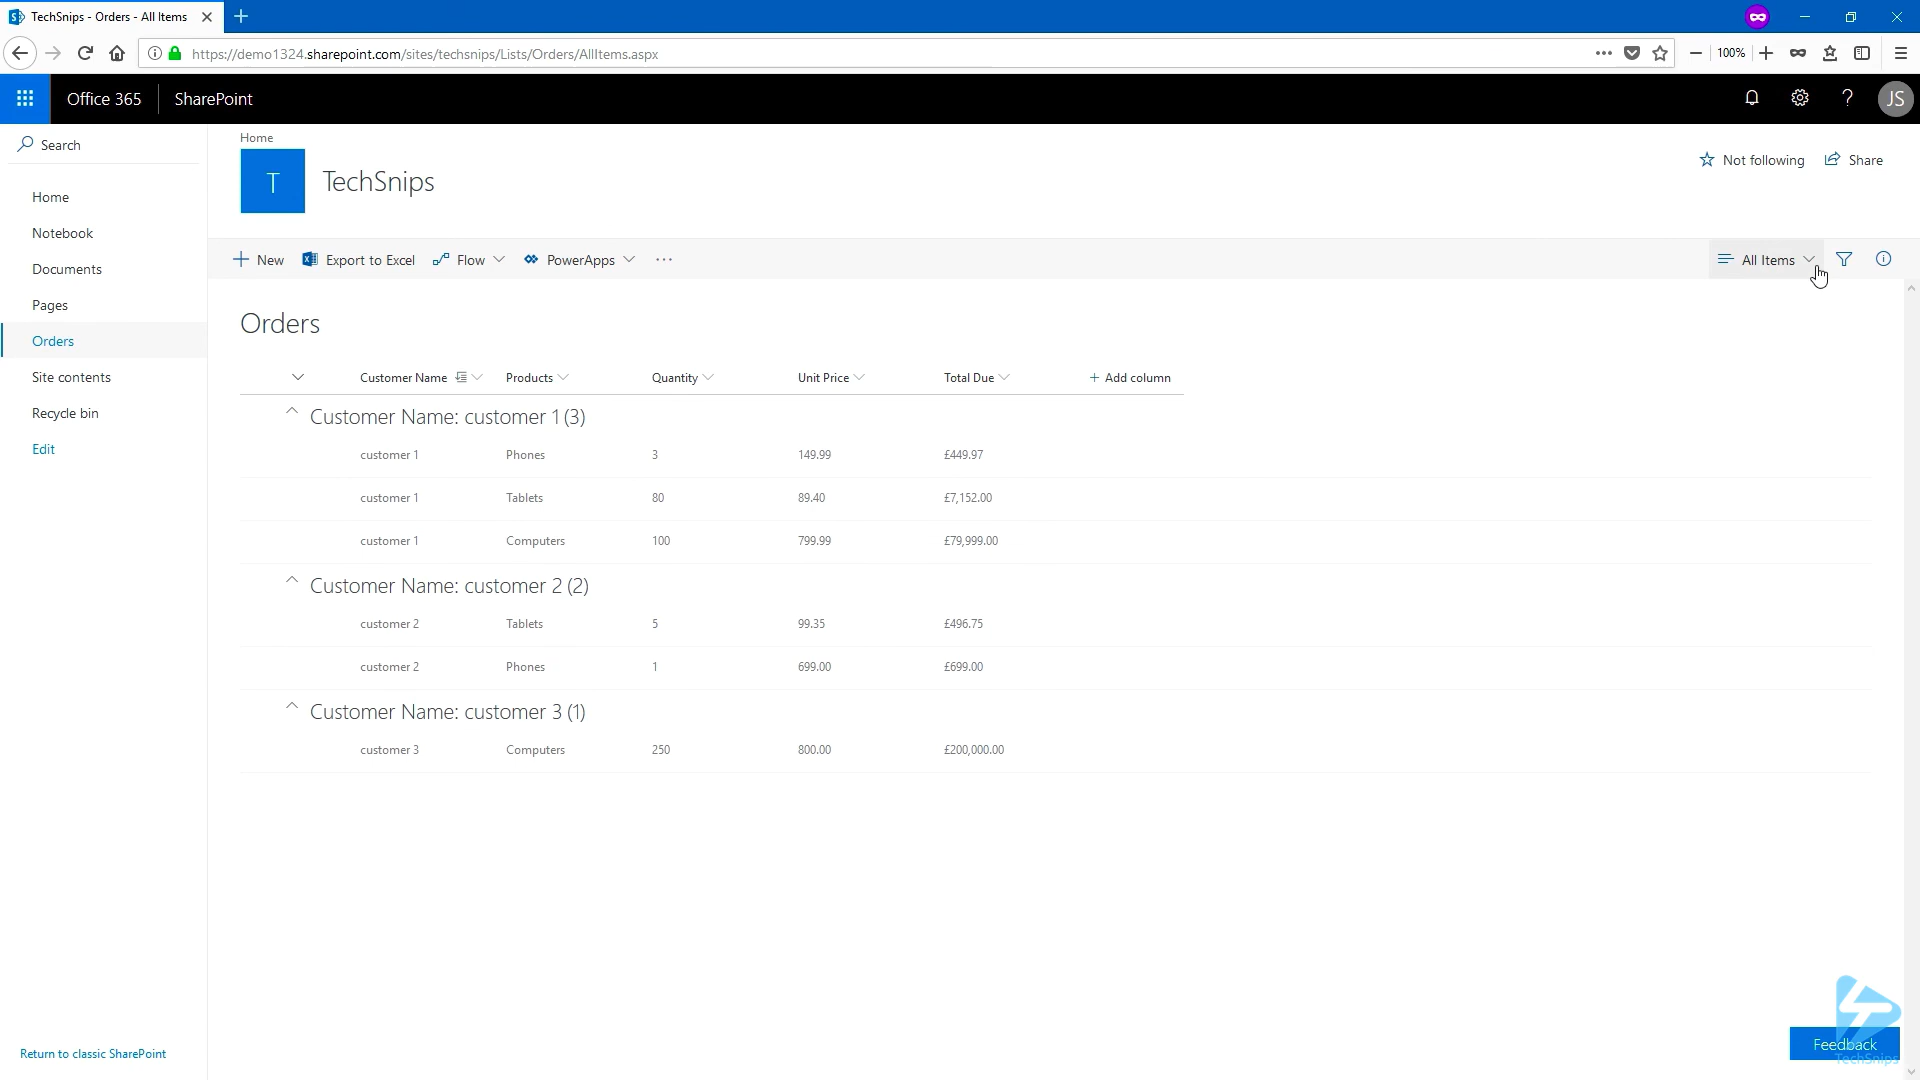 TechSnips - Orders - All Items
https://demo1324.sharepoint.com/sites/techsnips/Lists/Orders/AllItems.aspx
100%
Office 365
SharePoint
JS
Search
Home
Notebook
Documents
Pages
Orders
Site contents
Recycle bin
Edit
Return to classic SharePoint
Home
T
TechSnips
Not following
Share
New
Export to Excel
Flow
PowerApps
All Items
Orders
Customer Name Products Quantity Unit Price Total Due + Add column
Customer Name: customer 1 (3)
customer 1 Phones 3 149.99 £449.97
customer 1 Tablets 80 89.40 £7,152.00
customer 1 Computers 100 799.99 £79,999.00
Customer Name: customer 2 (2)
customer 2 Tablets 5 99.35 £496.75
customer 2 Phones 1 699.00 £699.00
Customer Name: customer 3 (1)
customer 3 Computers 250 800.00 £200,000.00
Feedback
TechSnips